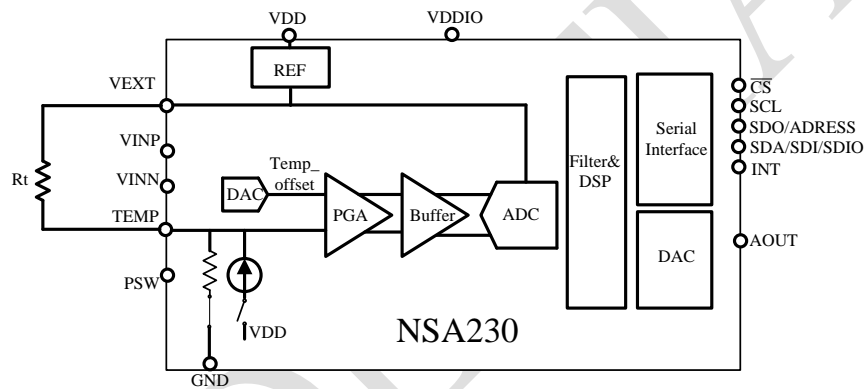 VDD
VDDIO
REF
VEXT
CS
SCL
SDO/ADRESS
SDA/SDI/SDIO
INT
VINP
VINN
Rt
TEMP
PSW
DAC
Temp_
offset
PGA
Buffer
ADC
Filter&
DSP
Serial
Interface
DAC
AOUT
VDD
GND
NSA230